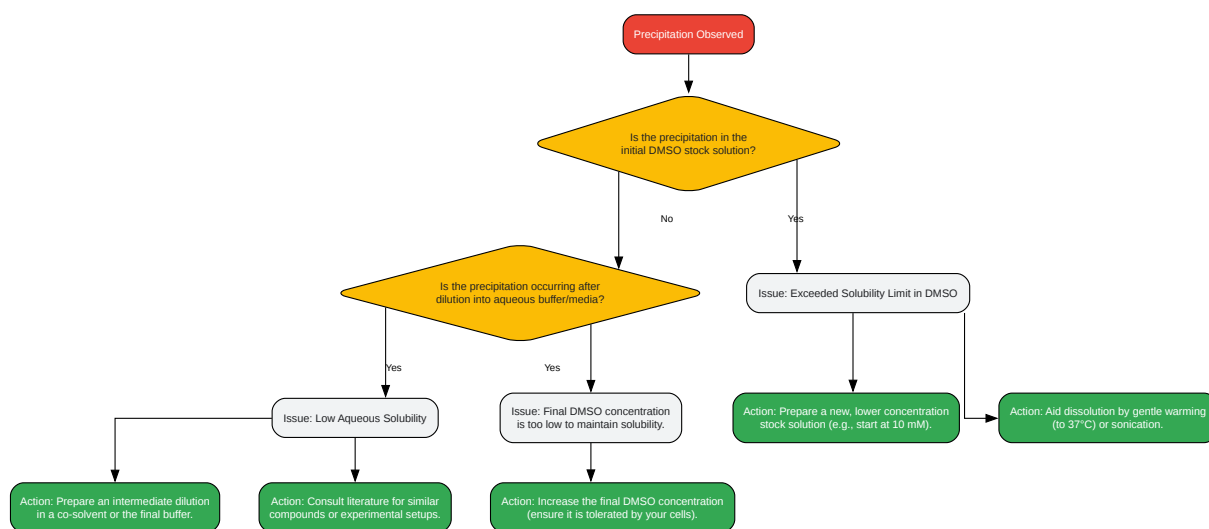 Precipitation Observed
Is the precipitation in the
initial DMSO stock solution?
No
Yes
Is the precipitation occurring after
dilution into aqueous buffer/media?
Issue: Exceeded Solubility Limit in DMSO
Yes
Yes
Issue: Low Aqueous Solubility
Issue: Final DMSO concentration
is too low to maintain solubility.
Action: Prepare a new, lower concentration
stock solution (e.g., start at 10 mM).
Action: Aid dissolution by gentle warming
(to 37°C) or sonication.
Action: Prepare an intermediate dilution
in a co-solvent or the final buffer.
Action: Consult literature for similar
compounds or experimental setups.
Action: Increase the final DMSO concentration
(ensure it is tolerated by your cells).